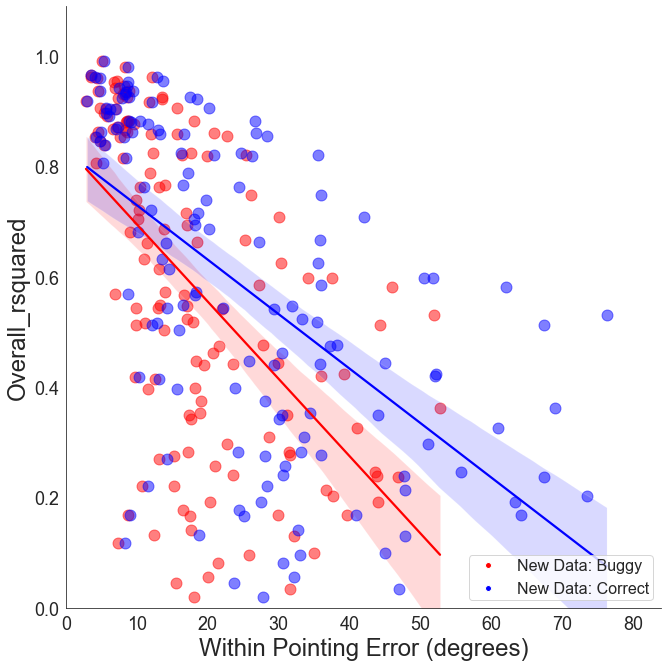 1.0
0.8
0.6
0.4
0.2
0.0
Overall_rsquared
0 10 20 30 40 50 60 70 80
Within Pointing Error (degrees)
New Data: Buggy
New Data: Correct